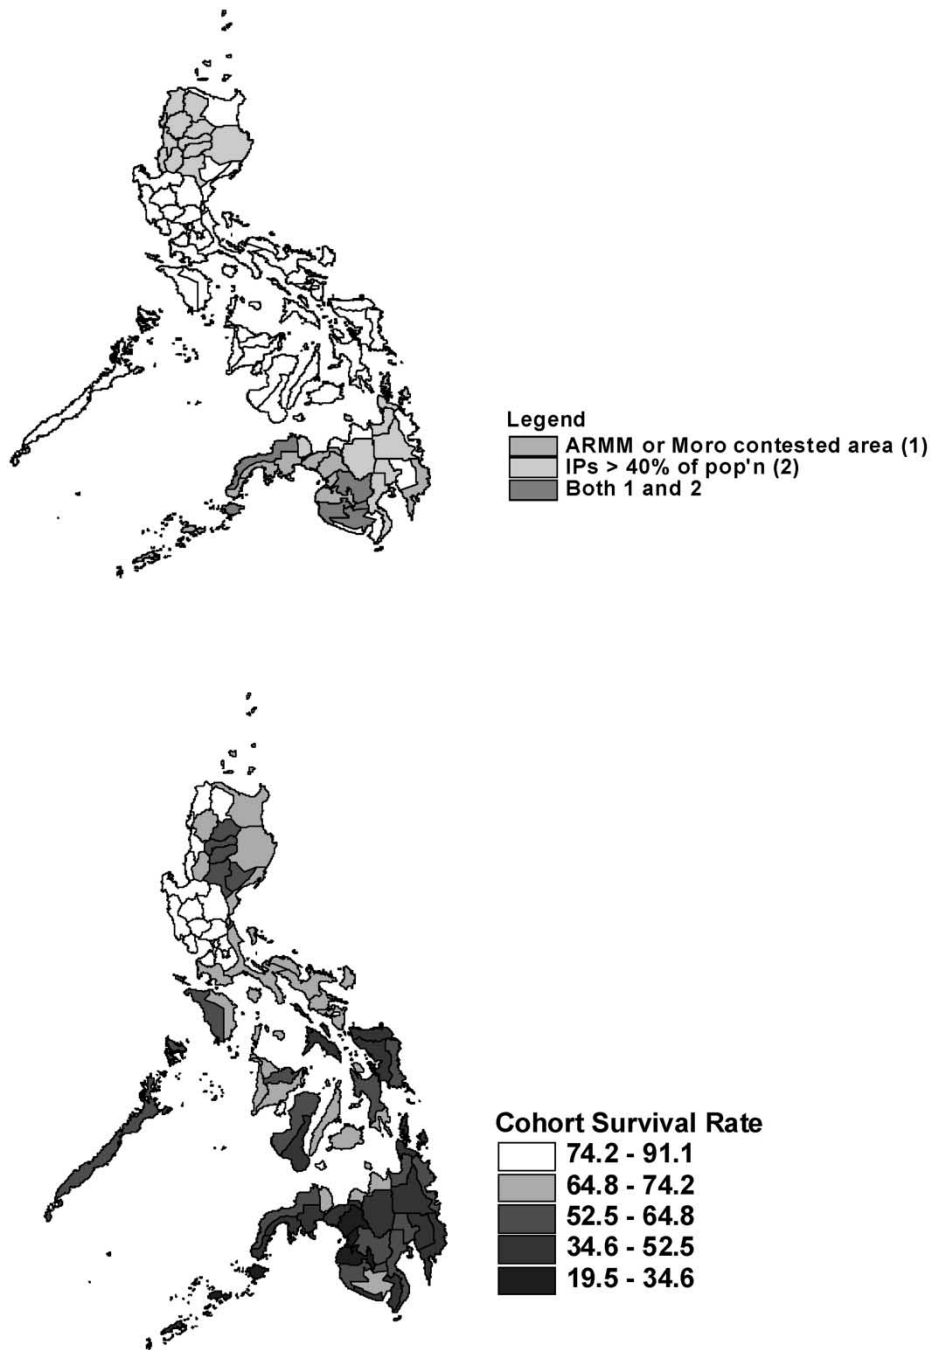 Legend
ARMM or Moro contested area (1)
IPs > 40% of pop'n (2)
Both 1 and 2
Cohort Survival Rate
74.2 - 91.1
64.8 - 74.2
52.5 - 64.8
34.6 - 52.5
19.5 - 34.6